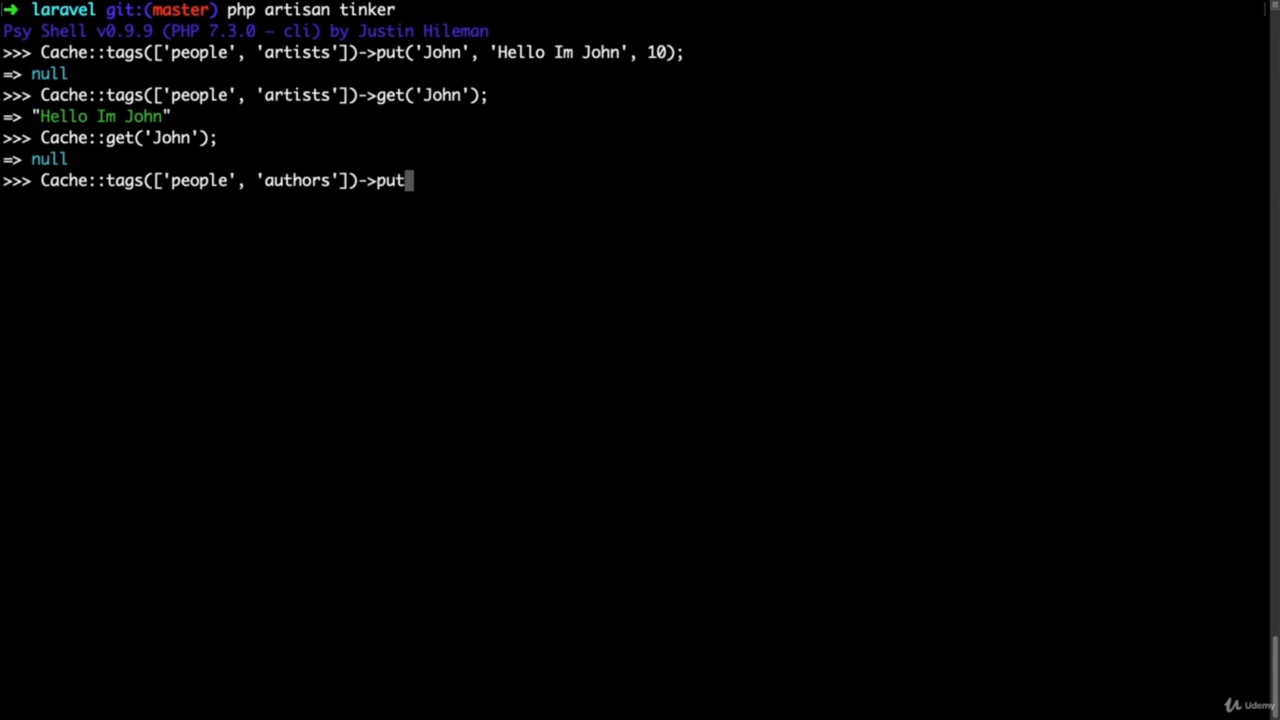 ➜ laravel git:(master) php artisan tinker
Psy Shell v0.9.9 (PHP 7.3.0 — cli) by Justin Hileman
>>> Cache::tags(['people', 'artists'])->put('John', 'Hello Im John', 10);
=> null
>>> Cache::tags(['people', 'artists'])->get('John');
=> "Hello Im John"
>>> Cache::get('John');
=> null
>>> Cache::tags(['people', 'authors'])->put
Udemy